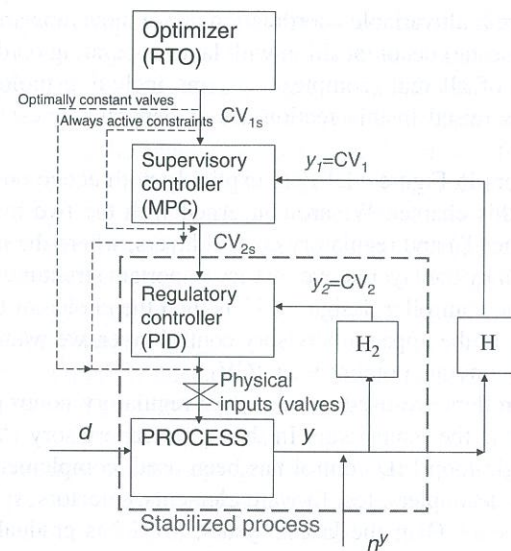 Optimizer
(RTO)
Optimally constant valves
Always active constraints
CV1s
Supervisory
controller
(MPC)
y1=CV1
CV2s
y2=CV2
Regulatory
controller
(PID)
H2
H
Physical
inputs (valves)
PROCESS
d
y
Stabilized process
ny